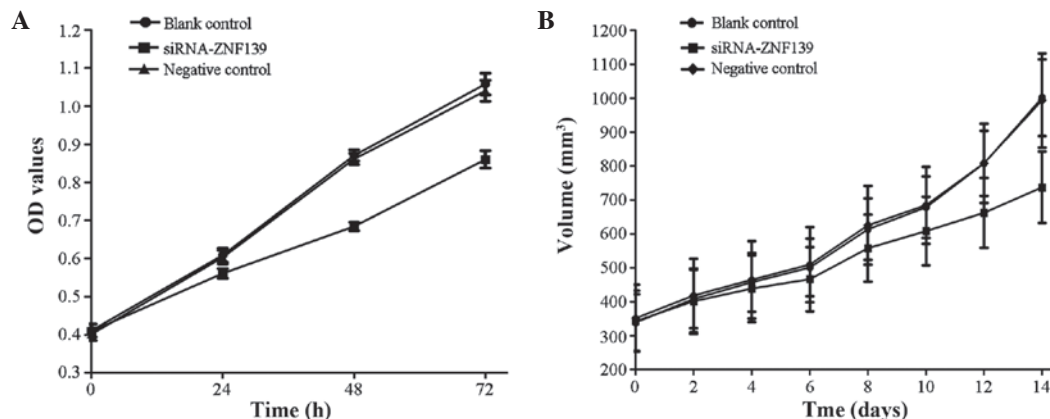 A
Blank control
siRNA-ZNF139
Negative control
1.2
1.1
1.0
0.9
0.8
0.7
0.6
0.5
0.4
0.3
OD values
0
24
48
72
Time (h)
B
Blank control
siRNA-ZNF139
Negative control
1200
1100
1000
900
800
700
600
500
400
300
200
Volume (mm³)
0
2
4
6
8
10
12
14
Tme (days)